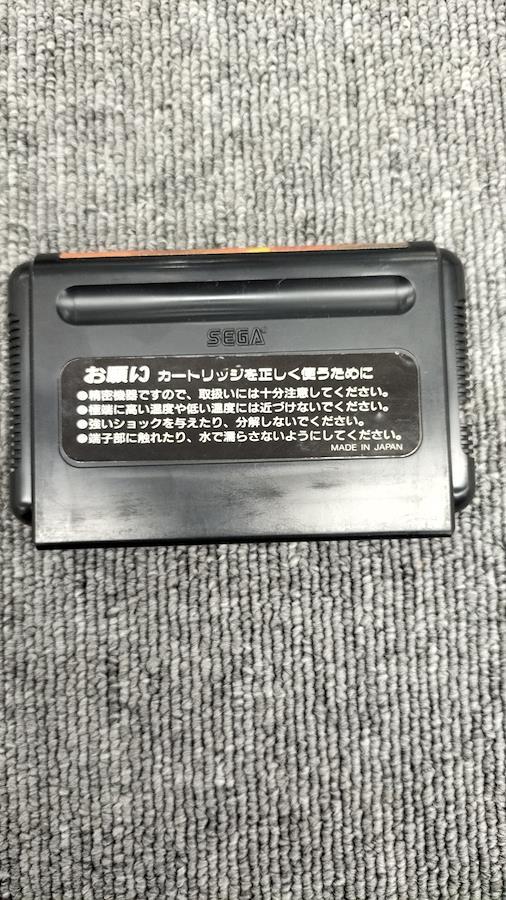 SEGA®
お願い カートリッジを正しく使うために
●精密機器ですので、取扱いには十分注意してください。
●極端に高い温度や低い温度には近づけないでください。
●強いショックを与えたり、分解しないでください。
●端子部に触れたり、水で濡らさないようにしてください。
MADE IN JAPAN